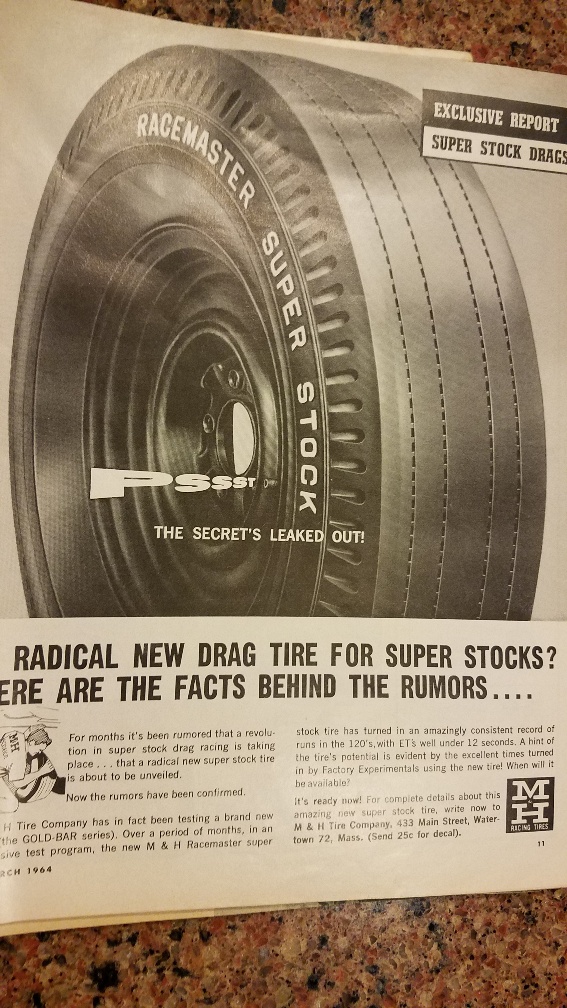 EXCLUSIVE REPORT
SUPER STOCK DRAGS
RACEMASTER SUPER STOCK
PSSSST
THE SECRET'S LEAKED OUT!
RADICAL NEW DRAG TIRE FOR SUPER STOCKS?
ERE ARE THE FACTS BEHIND THE RUMORS....
MH
For months it's been rumored that a revolu-
tion in super stock drag racing is taking
place . . . that a radical new super stock tire
is about to be unveiled.
Now the rumors have been confirmed.
H Tire Company has in fact been testing a brand new
the GOLD-BAR series). Over a period of months, in an
sive test program, the new M & H Racemaster super
stock tire has turned in an amazingly consistent record of
runs in the 120's,with ET's well under 12 seconds. A hint of
the tire's potential is evident by the excellent times turned
in by Factory Experimentals using the new tire! When will it
be available?
It's ready now! For complete details about this
amazing new super stock tire, write now to
M & H Tire Company, 433 Main Street, Water-
town 72, Mass. (Send 25c for decal).
M & H
RACING TIRES
11
RCH 1964